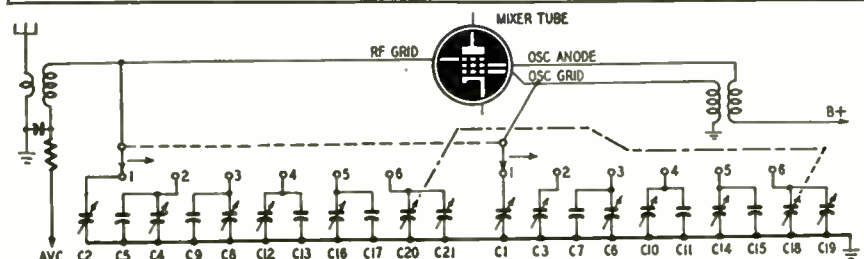 MIXER TUBE
RF GRID
OSC ANODE
OSC GRID
B+
1 2 3 4 5 6 1 2 3 4 5 6
AVC C2 C5 C4 C9 C8 C12 C13 C16 C17 C20 C21 C1 C3 C7 C6 C10 C11 C14 C15 C18 C19